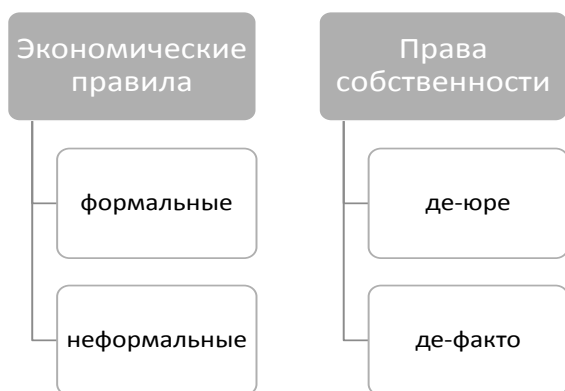 Экономические
правила
формальные
неформальные
Права
собственности
де-юре
де-факто